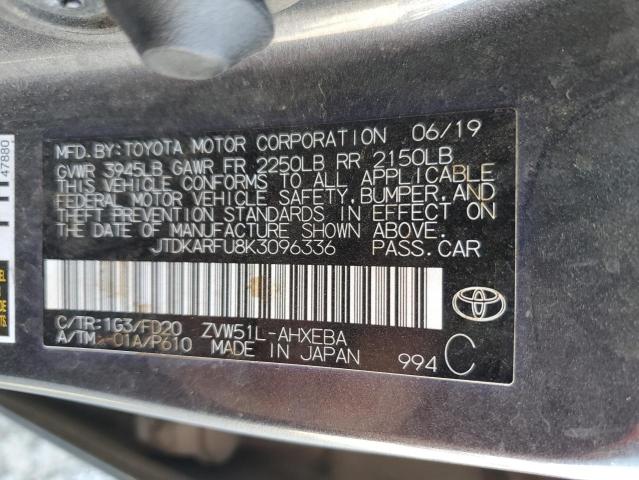 MFD. BY: TOYOTA MOTOR CORPORATION 06/19
GVWR 3945LB GAWR FR 2250LB RR 2150LB
THIS VEHICLE CONFORMS TO ALL APPLICABLE
FEDERAL MOTOR VEHICLE SAFETY, BUMPER, AND
THEFT PREVENTION STANDARDS IN EFFECT ON
THE DATE OF MANUFACTURE SHOWN ABOVE.
JTDKARFU8K3096336 PASS. CAR
C/TR: 1G3/FD20 ZVW51L-AHXEBA
A/TM: -01A/P610 MADE IN JAPAN 994 C
TOYOTA
47880